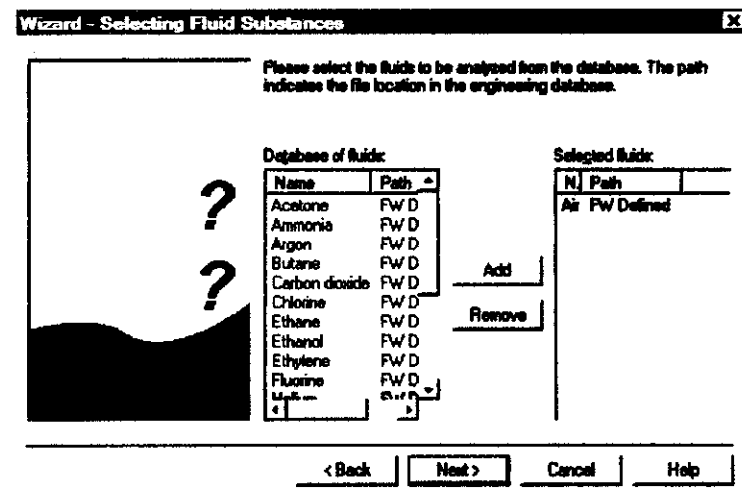 Wizard - Selecting Fluid Substances
Please select the fluids to be analyzed from the database. The path
indicates the file location in the engineering database.
Database of fluids:
Selected fluids:
Name Path
N. Path
Acetone FW D
Air FW Defined
Ammonia FW D
Argon FW D
Butane FW D
Carbon dioxide FW D
Chlorine FW D
Ethane FW D
Ethanol FW D
Ethylene FW D
Fluorine FW D
Add
Remove
? ?
< Back Next > Cancel Help